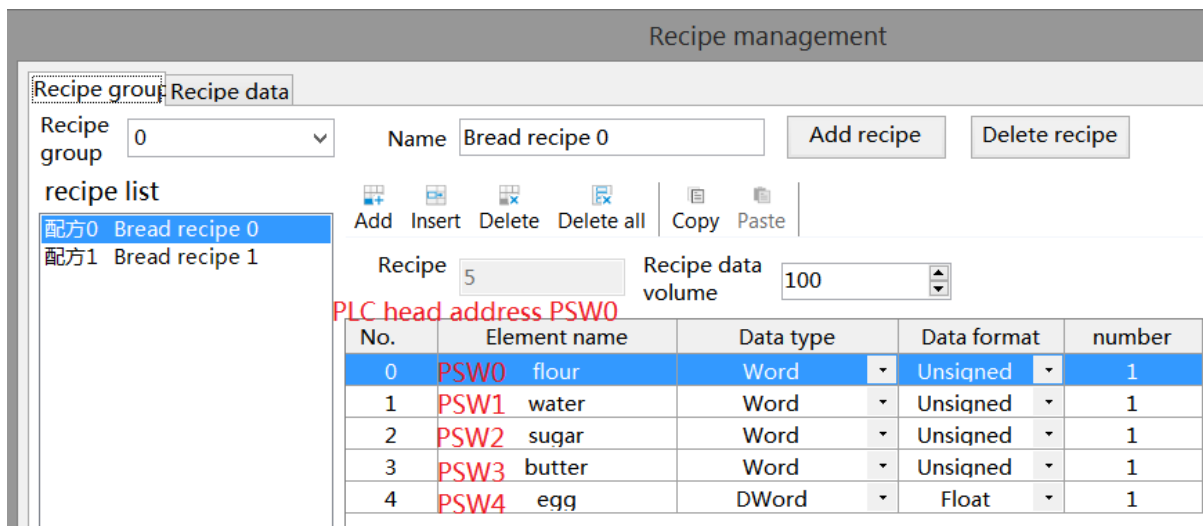 Recipe management
Recipe group Recipe data
Recipe group 0 Name Bread recipe 0 Add recipe Delete recipe
recipe list
Add Insert Delete Delete all Copy Paste
配方0 Bread recipe 0
配方1 Bread recipe 1
Recipe 5 Recipe data volume 100
PLC head address PSW0
No. Element name Data type Data format number
0 PSW0 flour Word Unsigned 1
1 PSW1 water Word Unsigned 1
2 PSW2 sugar Word Unsigned 1
3 PSW3 butter Word Unsigned 1
4 PSW4 egg DWord Float 1